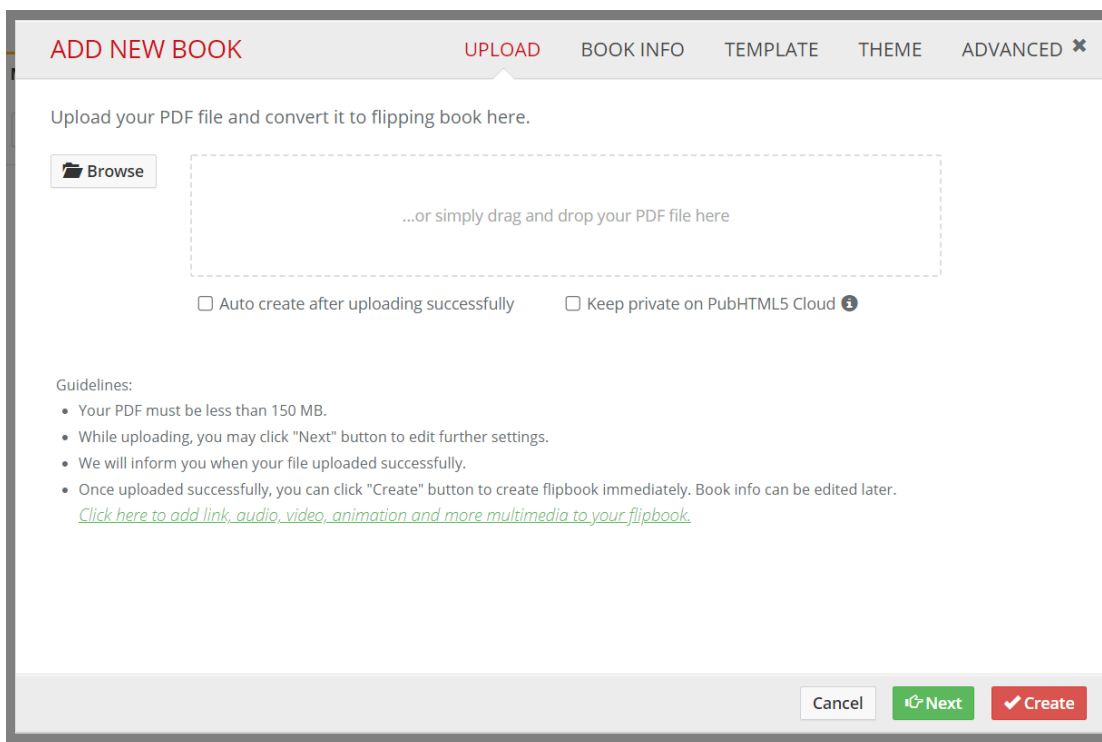 ADD NEW BOOK
UPLOAD
BOOK INFO
TEMPLATE
THEME
ADVANCED
Upload your PDF file and convert it to flipping book here.
Browse
...or simply drag and drop your PDF file here
Auto create after uploading successfully
Keep private on PubHTML5 Cloud
Guidelines:
Your PDF must be less than 150 MB.
While uploading, you may click "Next" button to edit further settings.
We will inform you when your file uploaded successfully.
Once uploaded successfully, you can click "Create" button to create flipbook immediately. Book info can be edited later.
Click here to add link, audio, video, animation and more multimedia to your flipbook.
Cancel
Next
Create